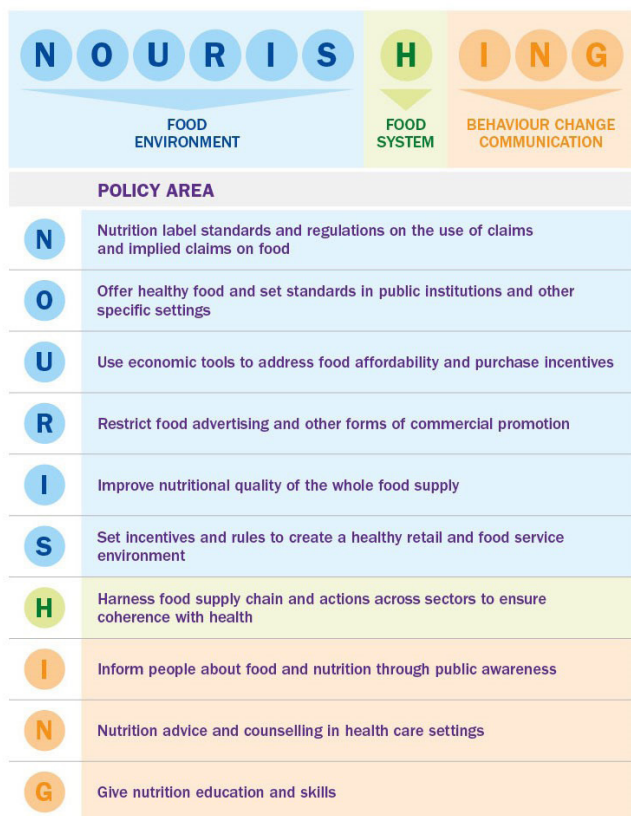 N O U R I S H I N G
FOOD
ENVIRONMENT
FOOD
SYSTEM
BEHAVIOUR CHANGE
COMMUNICATION
POLICY AREA
N Nutrition label standards and regulations on the use of claims
and implied claims on food
O Offer healthy food and set standards in public institutions and other
specific settings
U Use economic tools to address food affordability and purchase incentives
R Restrict food advertising and other forms of commercial promotion
I Improve nutritional quality of the whole food supply
S Set incentives and rules to create a healthy retail and food service
environment
H Harness food supply chain and actions across sectors to ensure
coherence with health
I Inform people about food and nutrition through public awareness
N Nutrition advice and counselling in health care settings
G Give nutrition education and skills